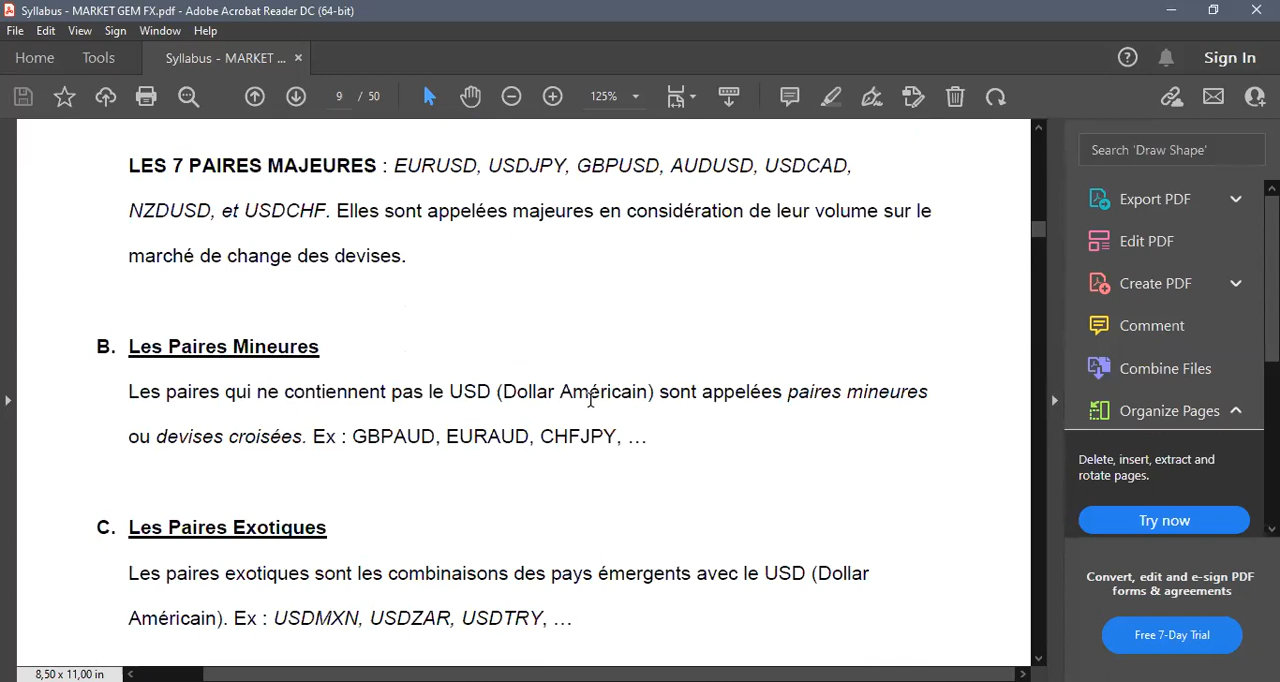 Syllabus - MARKET GEM FX.pdf - Adobe Acrobat Reader DC (64-bit)
File Edit View Sign Window Help
Home Tools Syllabus - MARKET ... × Sign In
9 / 50 125%
LES 7 PAIRES MAJEURES : EURUSD, USDJPY, GBPUSD, AUDUSD, USDCAD,
NZDUSD, et USDCHF. Elles sont appelées majeures en considération de leur volume sur le
marché de change des devises.
B. Les Paires Mineures
Les paires qui ne contiennent pas le USD (Dollar Américain) sont appelées paires mineures
ou devises croisées. Ex : GBPAUD, EURAUD, CHFJPY, …
C. Les Paires Exotiques
Les paires exotiques sont les combinaisons des pays émergents avec le USD (Dollar
Américain). Ex : USDMXN, USDZAR, USDTRY, …
8,50 x 11,00 in
Search 'Draw Shape'
Export PDF
Edit PDF
Create PDF
Comment
Combine Files
Organize Pages
Delete, insert, extract and
rotate pages.
Try now
Convert, edit and e-sign PDF
forms & agreements
Free 7-Day Trial